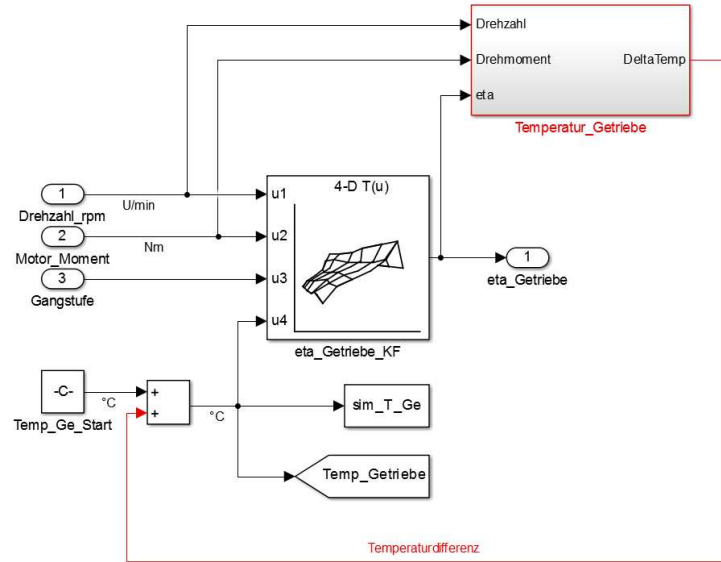 Drehzahl
Drehmoment DeltaTemp
eta
Temperatur_Getriebe
4-D T(u)
1 u1
U/min
Drehzahl_rpm
2 u2
Nm
Motor_Moment
3 u3
Gangstufe
1
eta_Getriebe
u4
eta_Getriebe_KF
-C- + 
°C
+
°C
Temp_Ge_Start
sim_T_Ge
Temp_Getriebe
Temperaturdifferenz